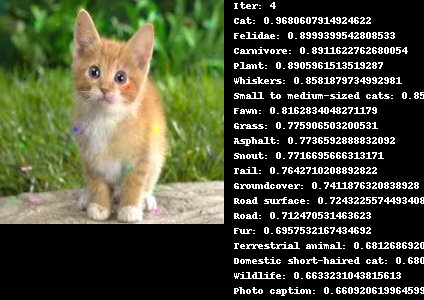 Iter: 4
Cat: 0.9680607914924622
Felidae: 0.8999399542808533
Carnivore: 0.8911622762680054
Plant: 0.8905961513519287
Whiskers: 0.8581879734992981
Small to medium-sized cats: 0.85
Fawn: 0.8162834048271179
Grass: 0.775906503200531
Asphalt: 0.7736592888832092
Snout: 0.7716695666313171
Tail: 0.7642710208892822
Groundcover: 0.7411876320838928
Road surface: 0.7243225574493408
Road: 0.712470531463623
Fur: 0.6957532167434692
Terrestrial animal: 0.6812686920
Domestic short-haired cat: 0.680
Wildlife: 0.6633231043815613
Photo caption: 0.660920619964599